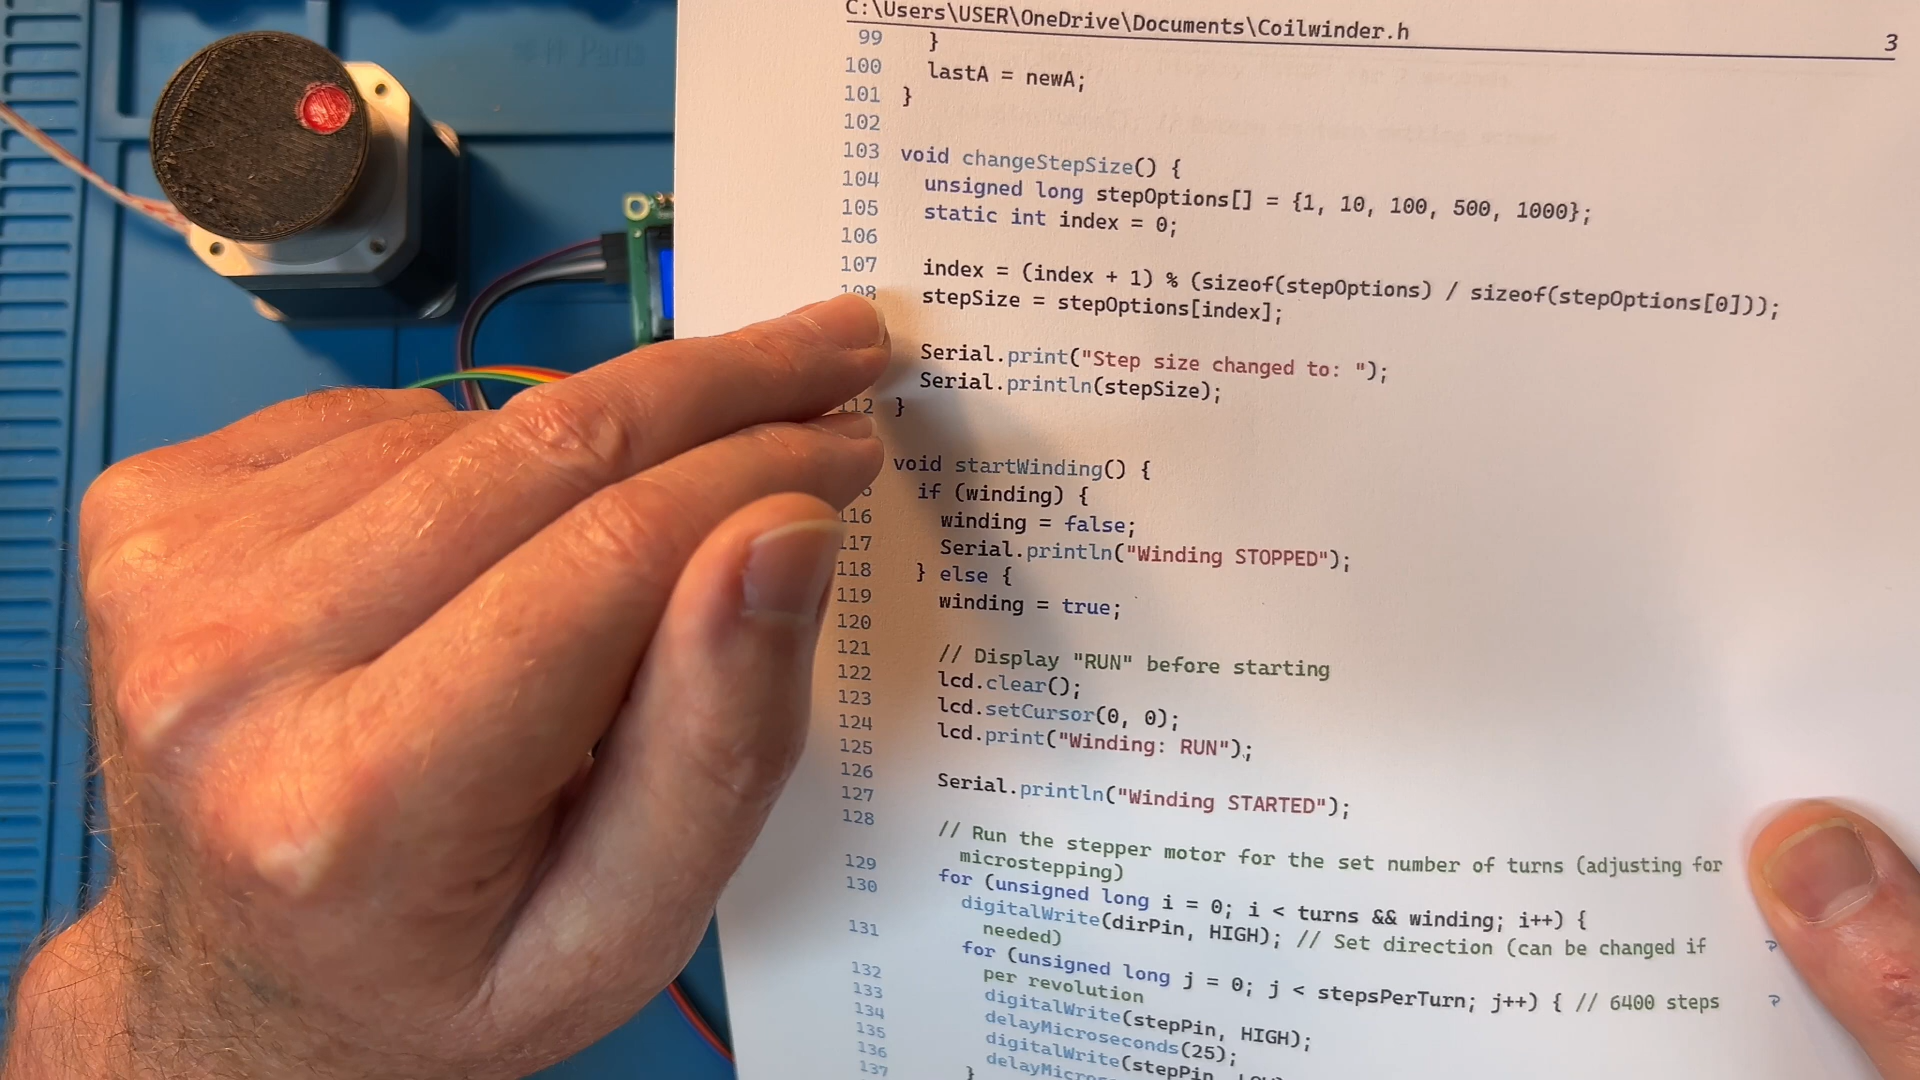 C:\Users\USER\OneDrive\Documents\Coilwinder.h 3
99 }
100 lastA = newA;
101 }
102
103 void changeStepSize() {
104 unsigned long stepOptions[] = {1, 10, 100, 500, 1000};
105 static int index = 0;
106
107 index = (index + 1) % (sizeof(stepOptions) / sizeof(stepOptions[0]));
108 stepSize = stepOptions[index];
Serial.print("Step size changed to: ");
Serial.println(stepSize);
112 }
void startWinding() {
if (winding) {
116 winding = false;
117 Serial.println("Winding STOPPED");
118 } else {
119 winding = true;
120
121 // Display "RUN" before starting
122 lcd.clear();
123 lcd.setCursor(0, 0);
124 lcd.print("Winding: RUN");
125
126 Serial.println("Winding STARTED");
127
128 // Run the stepper motor for the set number of turns (adjusting for
microstepping)
129 for (unsigned long i = 0; i < turns && winding; i++) {
130 digitalWrite(dirPin, HIGH); // Set direction (can be changed if
needed)
131 for (unsigned long j = 0; j < stepsPerTurn; j++) { // 6400 steps
per revolution
132 digitalWrite(stepPin, HIGH);
133 delayMicroseconds(25);
134 digitalWrite(stepPin,
135
136 }
137